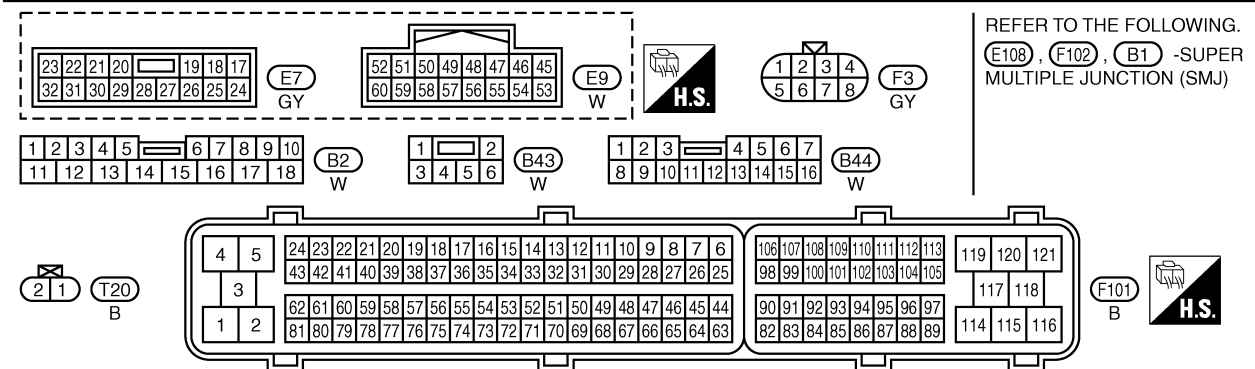 23 22 21 20 19 18 17
32 31 30 29 28 27 26 25 24
E7
GY
52 51 50 49 48 47 46 45
60 59 58 57 56 55 54 53
E9
W
H.S.
1 2 3 4
5 6 7 8
F3
GY
REFER TO THE FOLLOWING.
E108 , F102 , B1 -SUPER
MULTIPLE JUNCTION (SMJ)
1 2 3 4 5 6 7 8 9 10
11 12 13 14 15 16 17 18
B2
W
1 2
3 4 5 6
B43
W
1 2 3 4 5 6 7
8 9 10 11 12 13 14 15 16
B44
W
2 1
T20
B
4 5
3
1 2
24 23 22 21 20 19 18 17 16 15 14 13 12 11 10 9 8 7 6
43 42 41 40 39 38 37 36 35 34 33 32 31 30 29 28 27 26 25
62 61 60 59 58 57 56 55 54 53 52 51 50 49 48 47 46 45 44
81 80 79 78 77 76 75 74 73 72 71 70 69 68 67 66 65 64 63
106 107 108 109 110 111 112 113
98 99 100 101 102 103 104 105
90 91 92 93 94 95 96 97
82 83 84 85 86 87 88 89
119 120 121
117 118
114 115 116
F101
B
H.S.